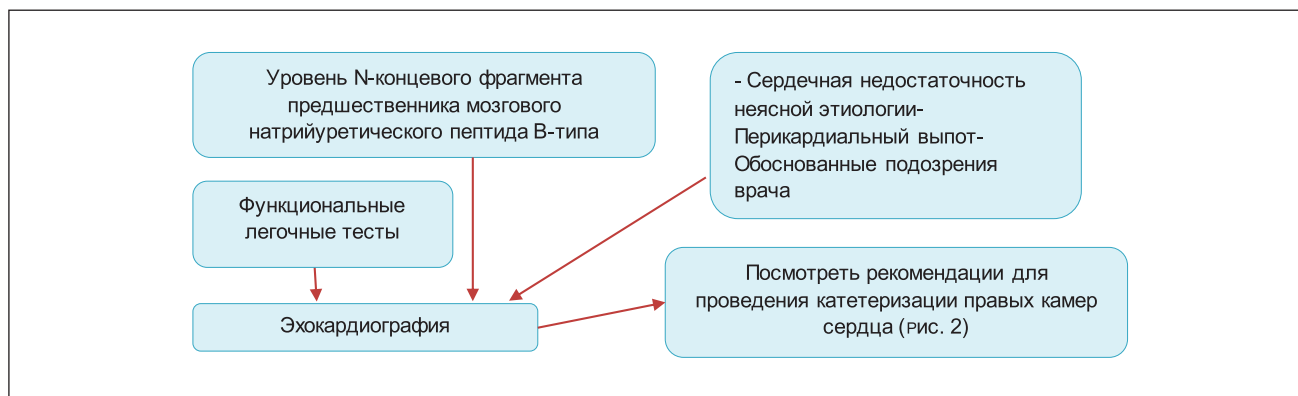 Уровень N-концевого фрагмента
предшественника мозгового
натрийуретического пептида B-типа
- Сердечная недостаточность
неясной этиологии-
Перикардиальный выпот-
Обоснованные подозрения
врача
Функциональные
легочные тесты
Эхокардиография
Посмотреть рекомендации для
проведения катетеризации правых камер
сердца (рис. 2)